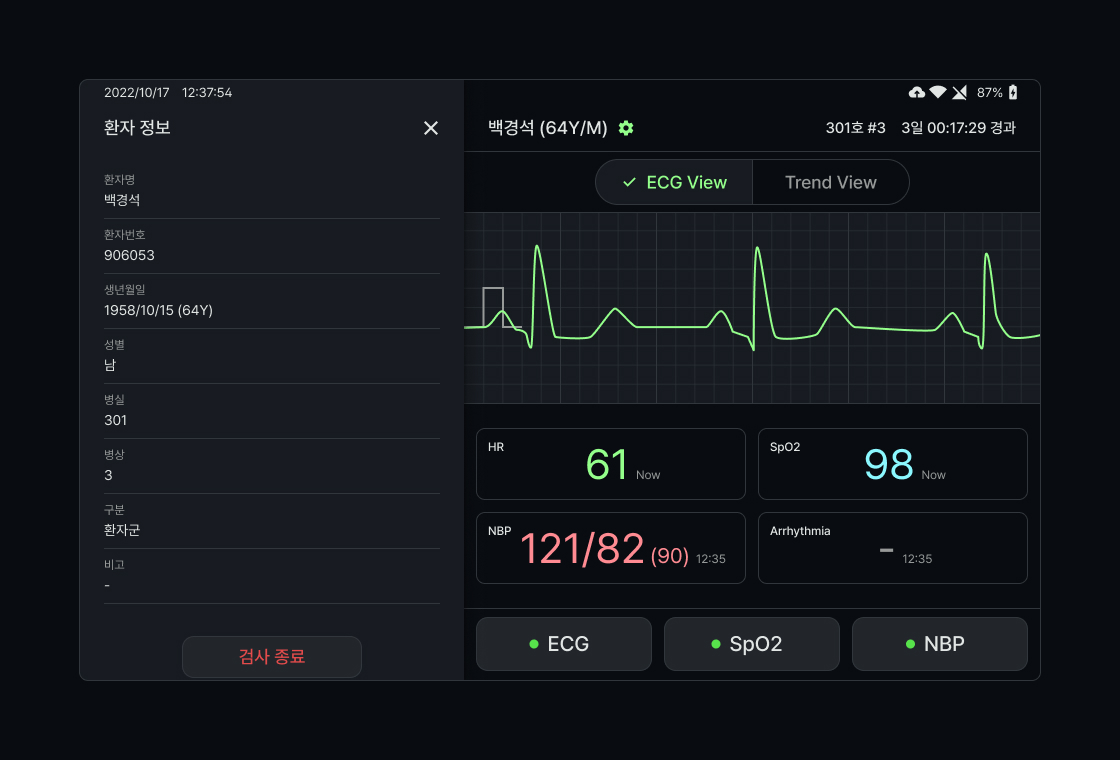 2022/10/17 12:37:54
87%
환자 정보
백경석 (64Y/M)
301호 #3 3일 00:17:29 경과
환자명
백경석
환자번호
906053
생년월일
1958/10/15 (64Y)
성별
남
병실
301
병상
3
구분
환자군
비고
-
검사 종료
ECG View
Trend View
HR
61 Now
SpO2
98 Now
NBP
121/82 (90) 12:35
Arrhythmia
- 12:35
ECG
SpO2
NBP